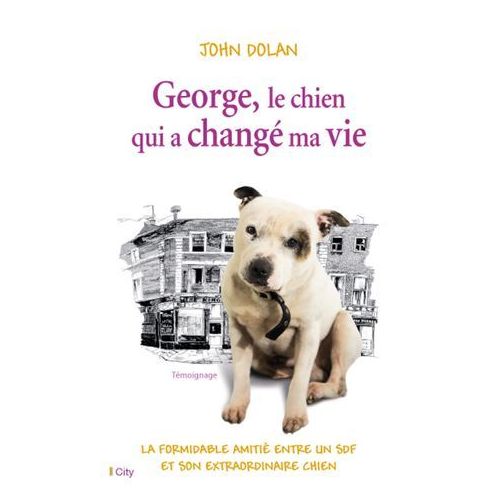 JOHN DOLAN
George, le chien
qui a changé ma vie
Témoignage
LA FORMIDABLE AMITIÈ ENTRE UN SDF
ET SON EXTRAORDINAIRE CHIEN
City